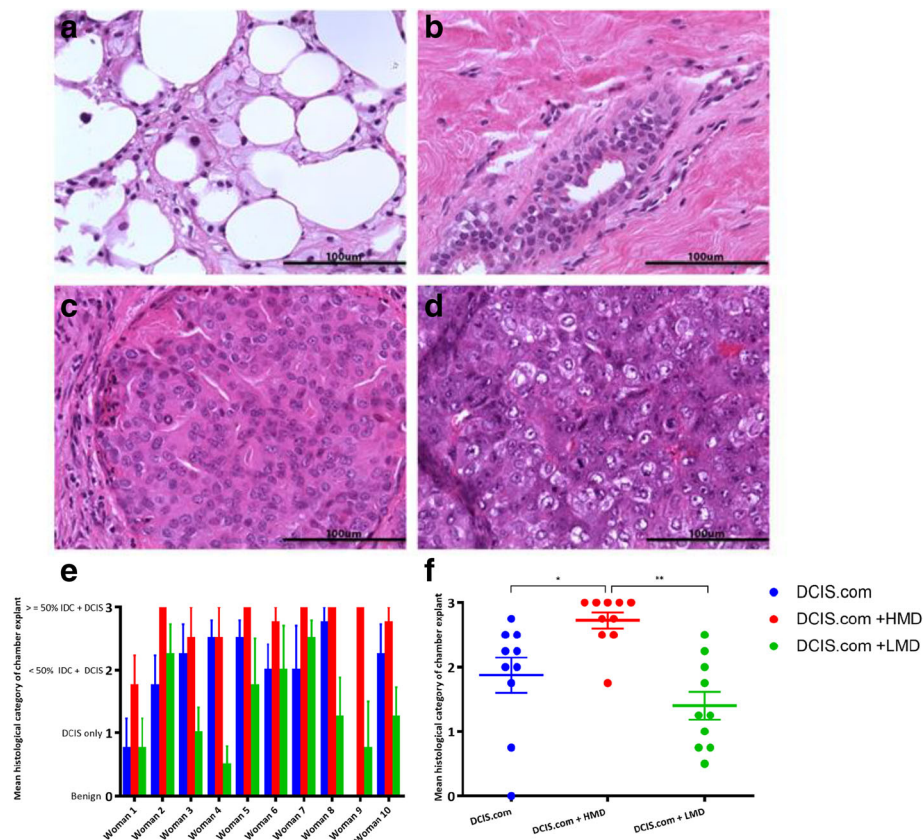 a
b
100um
100um
c
d
100um
100um
e
f
Mean histological category of chamber explant
> = 50% IDC + DCIS
< 50% IDC + DCIS
DCIS only
Benign
3
2
1
0
Woman 1
Woman 2
Woman 3
Woman 4
Woman 5
Woman 6
Woman 7
Woman 8
Woman 9
Woman 10
Mean histological category of chamber explant
3
2
1
0
*
**
DCIS.com
DCIS.com + HMD
DCIS.com + LMD
DCIS.com
DCIS.com +HMD
DCIS.com +LMD